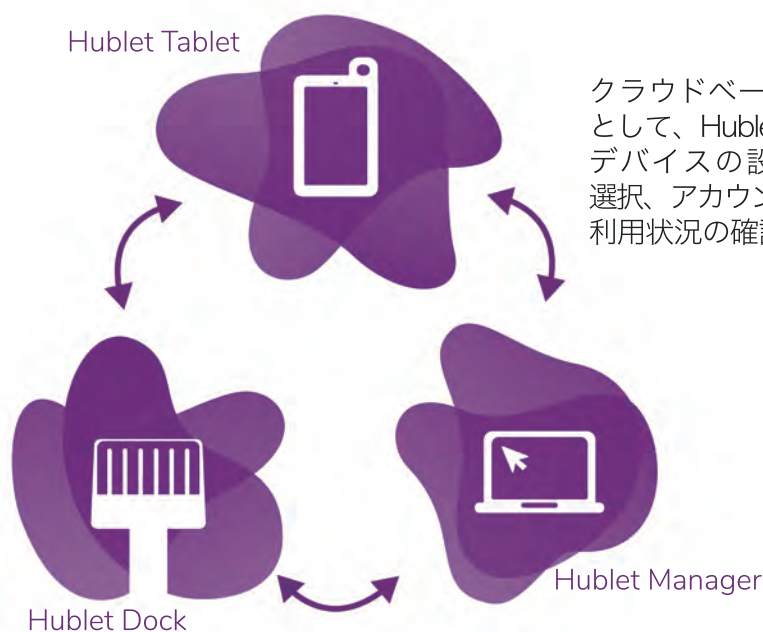 Hublet Tablet
クラウドベー
として、Huble
デバイスの設
選択、アカウン
利用状況の確
Hublet Manager
Hublet Dock